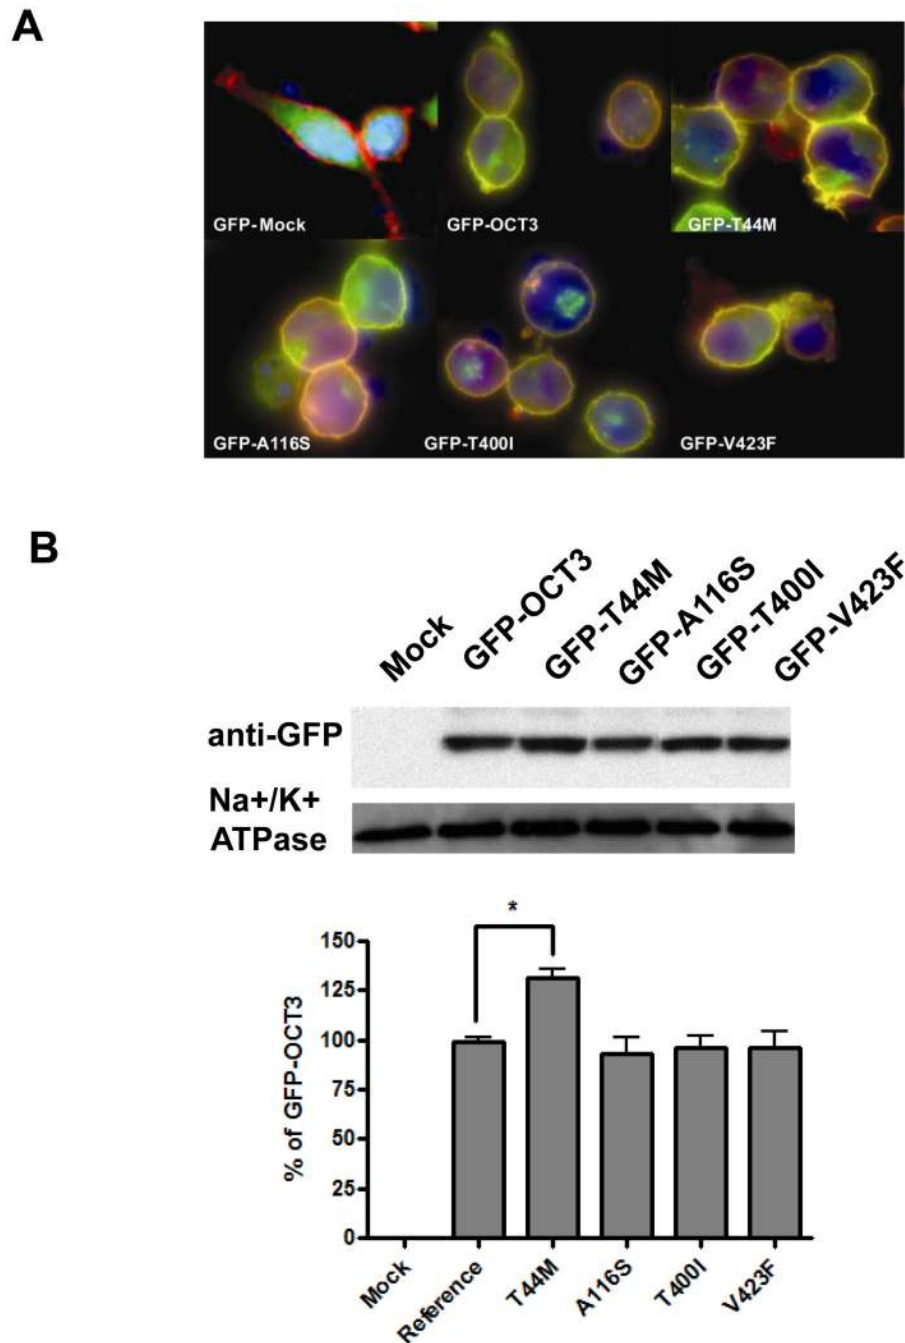 A
GFP-Mock
GFP-OCT3
GFP-T44M
GFP-A116S
GFP-T400I
GFP-V423F
B
Mock
GFP-OCT3
GFP-T44M
GFP-A116S
GFP-T400I
GFP-V423F
anti-GFP
Na+/K+
ATPase
*
% of GFP-OCT3
150
125
100
75
50
25
0
Mock
Reference
T44M
A116S
T400I
V423F